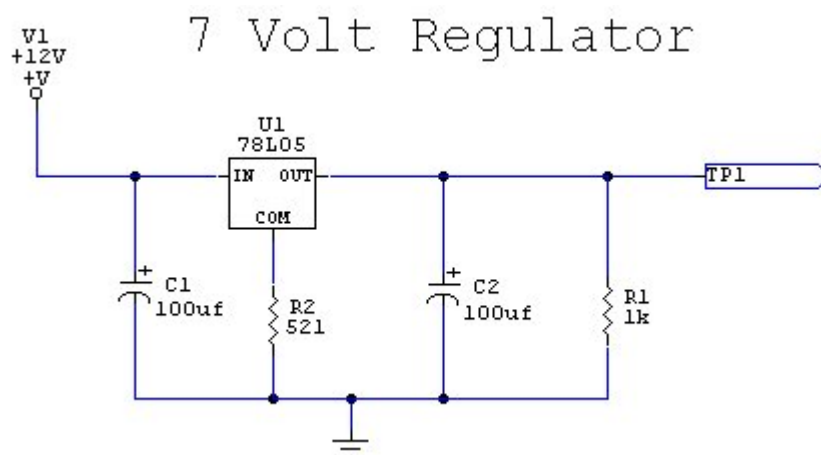 7 Volt Regulator
V1
+12V
+V
U1
78L05
IN OUT
COM
TP1
C1
100uf
R2
521
C2
100uf
R1
1k